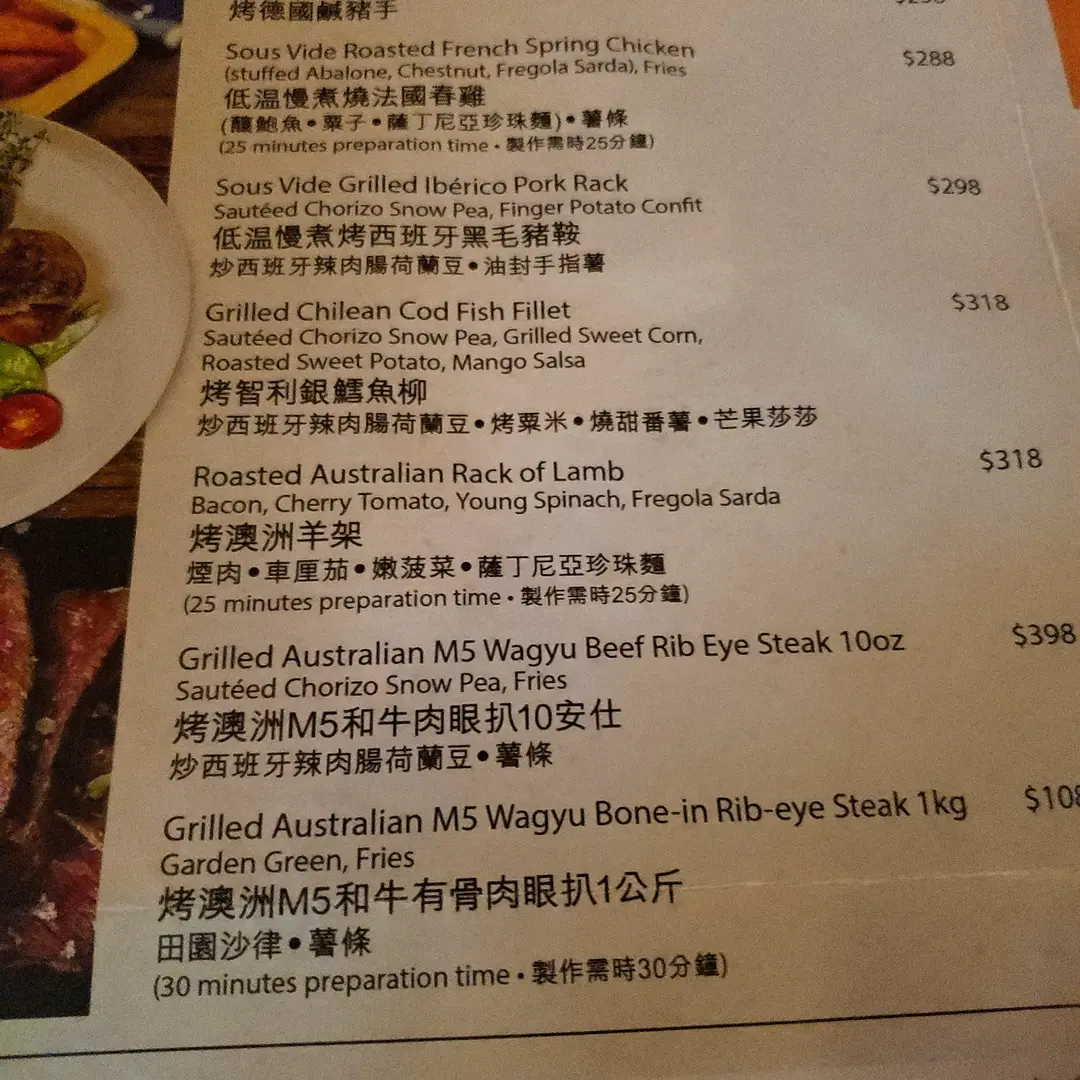 烤德國鹹豬手
Sous Vide Roasted French Spring Chicken $288
(stuffed Abalone, Chestnut, Fregola Sarda), Fries
低温慢煮燒法國春雞
(釀鮑魚•粟子•薩丁尼亞珍珠麵)•薯條
(25 minutes preparation time • 製作需時25分鐘)
Sous Vide Grilled Ibérico Pork Rack $298
Sautéed Chorizo Snow Pea, Finger Potato Confit
低温慢煮烤西班牙黑毛豬鞍
炒西班牙辣肉腸荷蘭豆•油封手指薯
Grilled Chilean Cod Fish Fillet $318
Sautéed Chorizo Snow Pea, Grilled Sweet Corn,
Roasted Sweet Potato, Mango Salsa
烤智利銀鱈魚柳
炒西班牙辣肉腸荷蘭豆•烤粟米•燒甜番薯•芒果莎莎
Roasted Australian Rack of Lamb $318
Bacon, Cherry Tomato, Young Spinach, Fregola Sarda
烤澳洲羊架
煙肉•車厘茄•嫩菠菜•薩丁尼亞珍珠麵
(25 minutes preparation time • 製作需時25分鐘)
Grilled Australian M5 Wagyu Beef Rib Eye Steak 10oz $398
Sautéed Chorizo Snow Pea, Fries
烤澳洲M5和牛肉眼扒10安仕
炒西班牙辣肉腸荷蘭豆•薯條
Grilled Australian M5 Wagyu Bone-in Rib-eye Steak 1kg
Garden Green, Fries
烤澳洲M5和牛有骨肉眼扒1公斤
田園沙律•薯條
(30 minutes preparation time • 製作需時30分鐘)